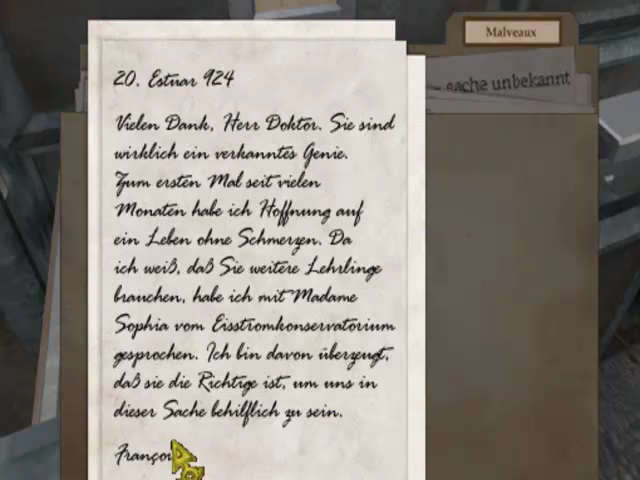 Malveaux
sache unbekannt
20. Estuar 924
Vielen Dank, Herr Doktor. Sie sind
wirklich ein verkanntes Genie.
Zum ersten Mal seit vielen
Monaten habe ich Hoffnung auf
ein Leben ohne Schmerzen. Da
ich weiß, daß Sie weitere Lehrlinge
brauchen, habe ich mit Madame
Sophia vom Eisstromkonservatorium
gesprochen. Ich bin davon überzeugt,
daß sie die Richtige ist, um uns in
dieser Sache behilflich zu sein.